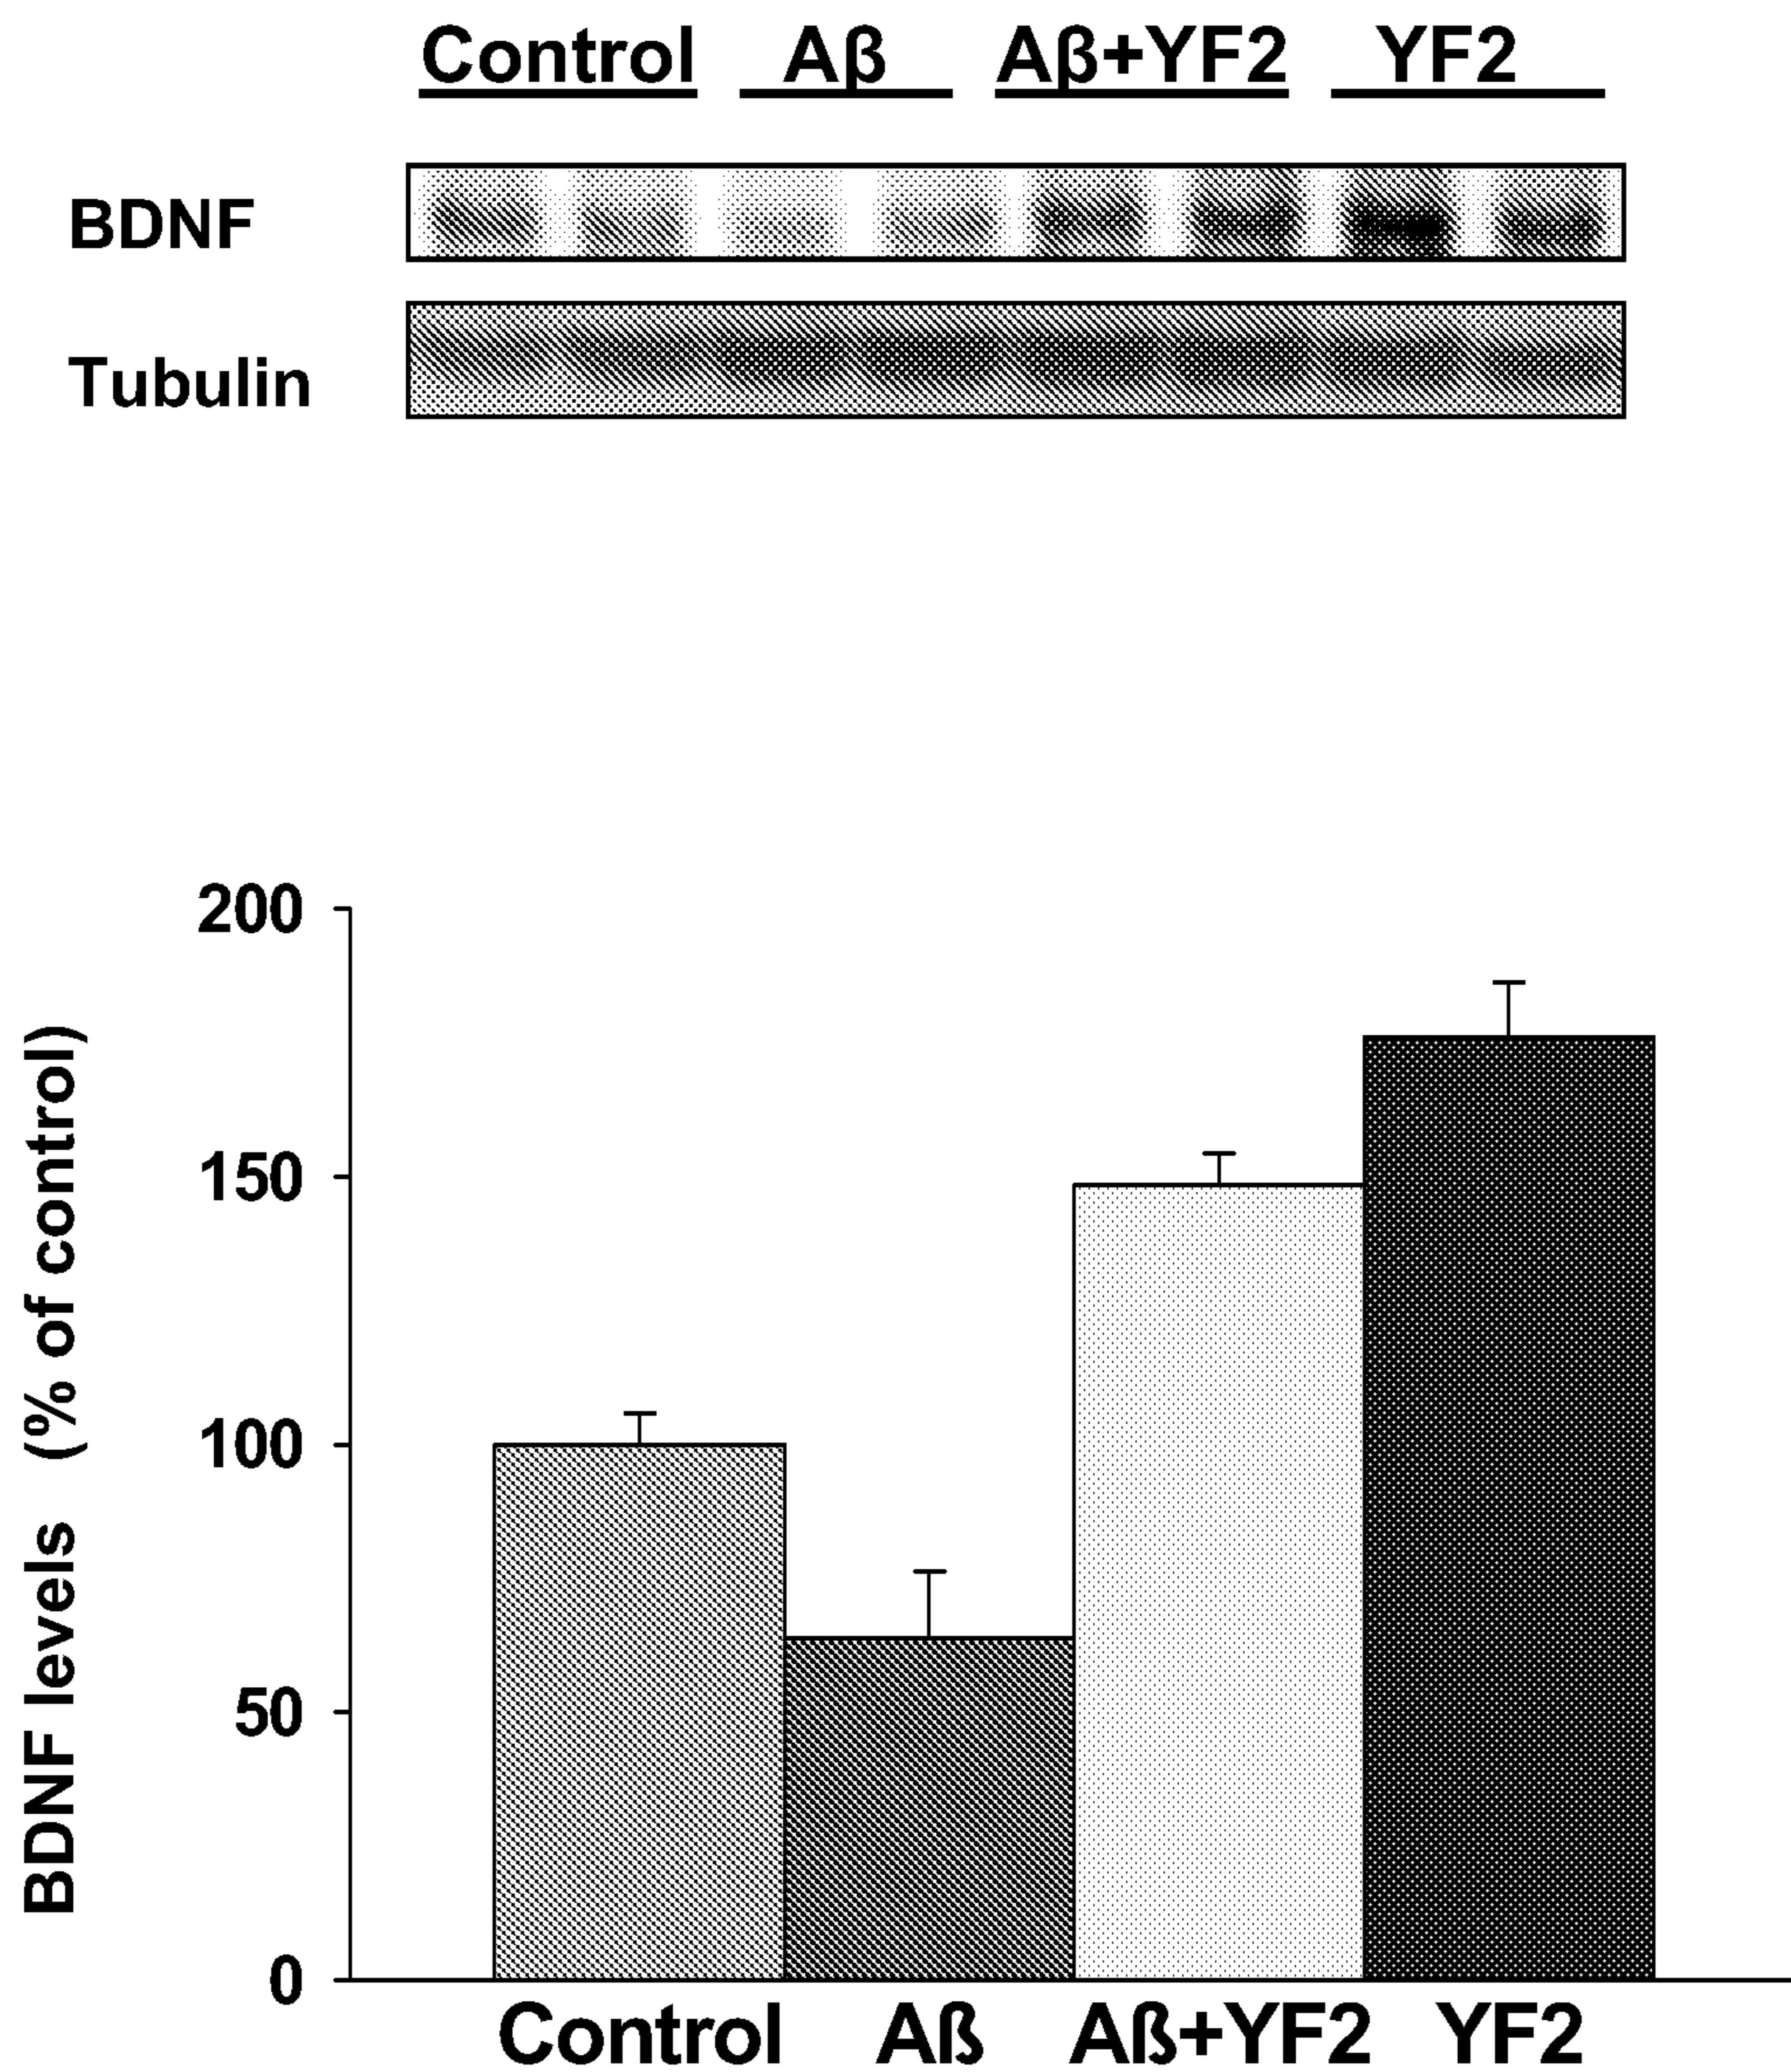 Control Aβ Aβ+YF2 YF2
BDNF
Tubulin
BDNF levels (% of control)
200
150
100
50
0
Control Aß Aß+YF2 YF2